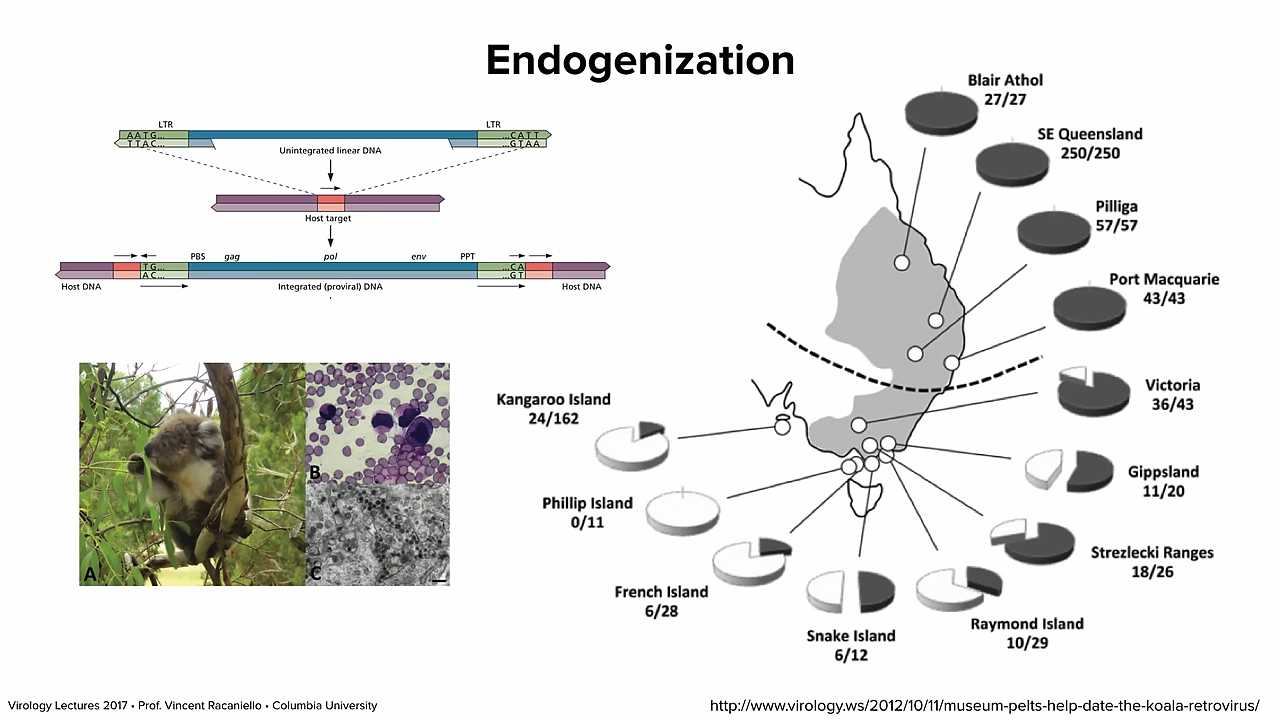 Endogenization
LTR
LTR
AATG...
...CATT
TTAC...
...GTAA
Unintegrated linear DNA
Host target
PBS
gag
pol
env
PPT
TG...
...CA
AC...
...GT
Host DNA
Integrated (proviral) DNA
Host DNA
A
B
C
Blair Athol
27/27
SE Queensland
250/250
Pilliga
57/57
Port Macquarie
43/43
Victoria
36/43
Gippsland
11/20
Strezlecki Ranges
18/26
Raymond Island
10/29
Snake Island
6/12
French Island
6/28
Phillip Island
0/11
Kangaroo Island
24/162
Virology Lectures 2017 • Prof. Vincent Racaniello • Columbia University
http://www.virology.ws/2012/10/11/museum-pelts-help-date-the-koala-retrovirus/